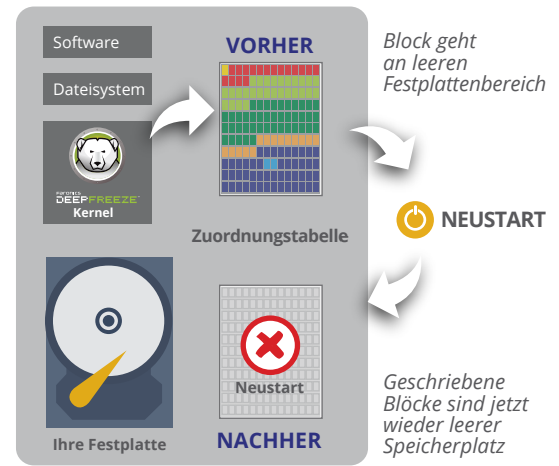 Software
Dateisystem
FARONICS
DEEPFREEZE
Kernel
VORHER
Zuordnungstabelle
Block geht
an leeren
Festplattenbereich
NEUSTART
Ihre Festplatte
Neustart
NACHHER
Geschriebene
Blöcke sind jetzt
wieder leerer
Speicherplatz